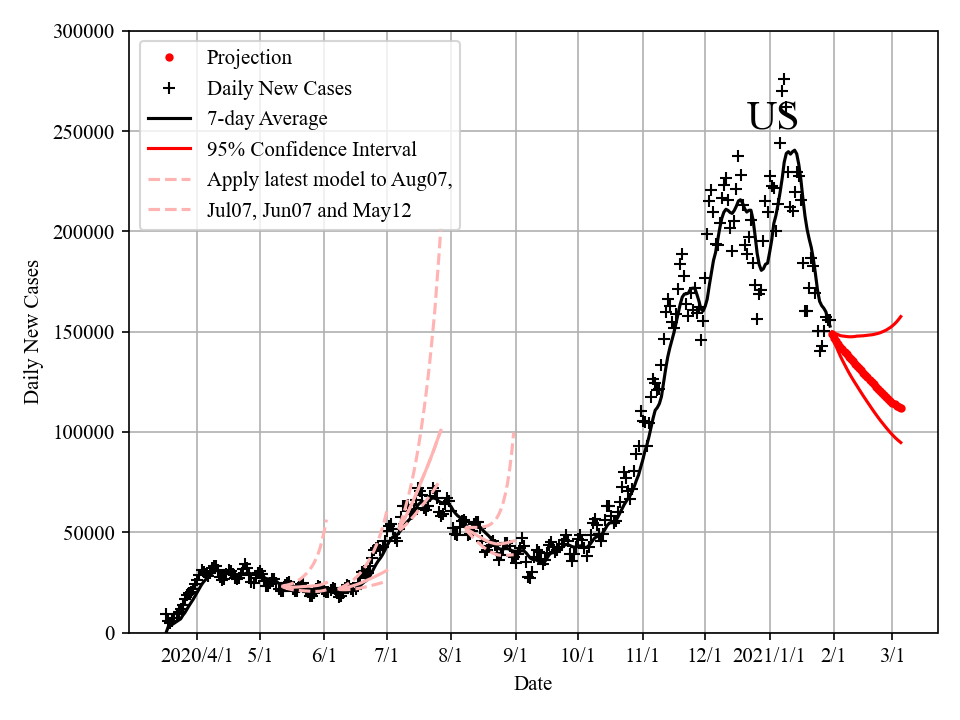 300000
250000
200000
150000
100000
50000
0
Daily New Cases
Projection
Daily New Cases
7-day Average
95% Confidence Interval
Apply latest model to Aug07,
Jul07, Jun07 and May12
US
2020/4/1 5/1 6/1 7/1 8/1 9/1 10/1 11/1 12/1 2021/1/1 2/1 3/1
Date